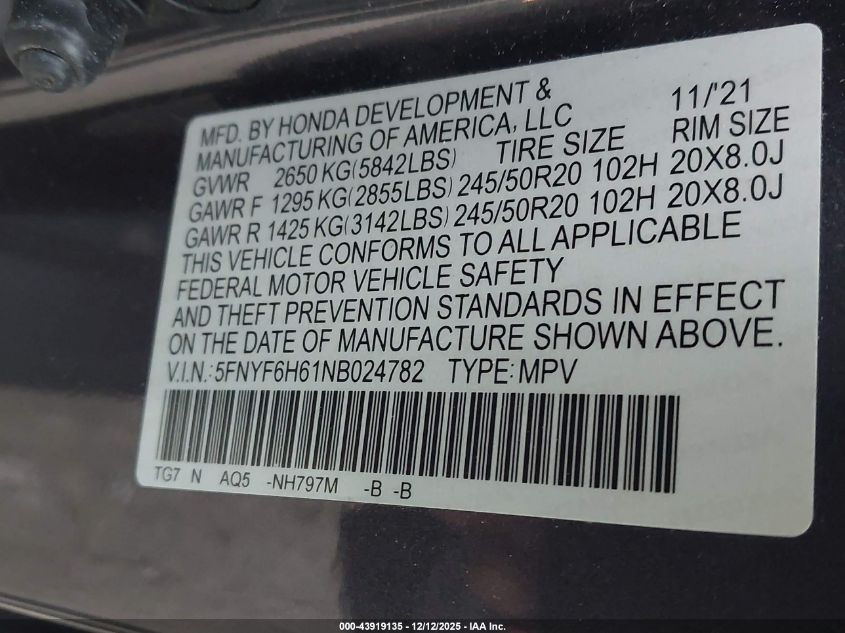 MFD. BY HONDA DEVELOPMENT & 11/'21
MANUFACTURING OF AMERICA, LLC
GVWR 2650 KG(5842LBS) TIRE SIZE RIM SIZE
GAWR F 1295 KG(2855LBS) 245/50R20 102H 20X8.0J
GAWR R 1425 KG(3142LBS) 245/50R20 102H 20X8.0J
THIS VEHICLE CONFORMS TO ALL APPLICABLE
FEDERAL MOTOR VEHICLE SAFETY
AND THEFT PREVENTION STANDARDS IN EFFECT
ON THE DATE OF MANUFACTURE SHOWN ABOVE.
V.I.N.:5FNYF6H61NB024782 TYPE:MPV
TG7 N AQ5 -NH797M -B -B
000-43919135 - 12/12/2025 - IAA Inc.